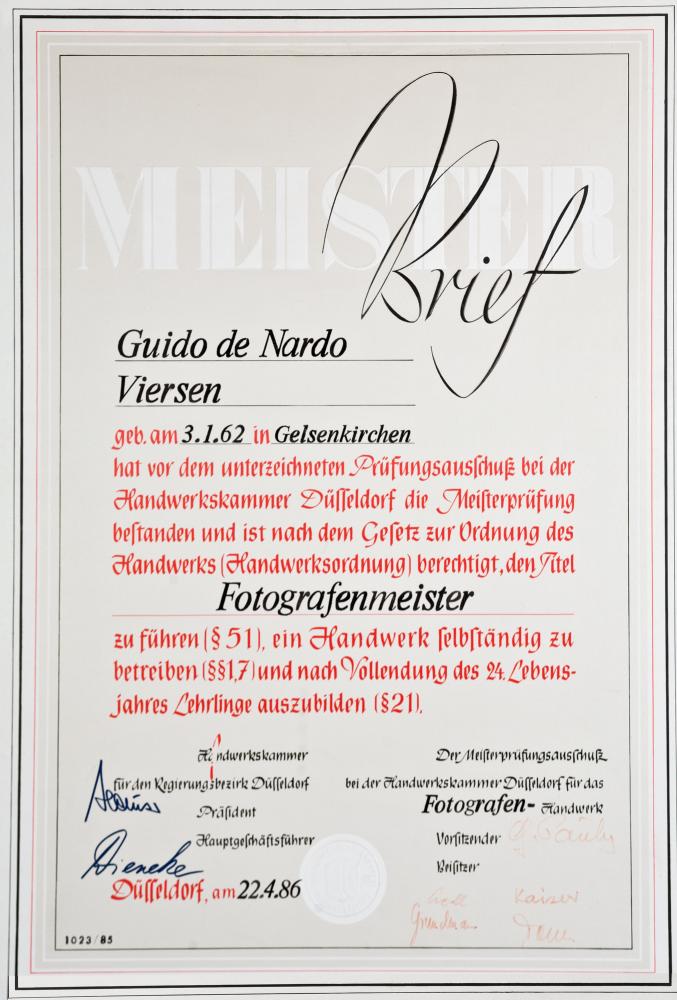 MEISTER
Brief
Guido de Nardo
Viersen
geb. am 3.1.62 in Gelsenkirchen
hat vor dem unterzeichneten Prüfungsausschuß bei der
Handwerkskammer Düsseldorf die Meisterprüfung
bestanden und ist nach dem Gesetz zur Ordnung des
Handwerks (Handwerksordnung) berechtigt, den Titel
Fotografenmeister
zu führen (§ 51), ein Handwerk selbständig zu
betreiben (§§1,7) und nach Vollendung des 24. Lebens-
jahres Lehrlinge auszubilden (§21).
Handwerkskammer
für den Regierungsbezirk Düsseldorf
Präsident
Hauptgeschäftsführer
Düsseldorf, am 22.4.86
Der Meisterprüfungsausschuß
bei der Handwerkskammer Düsseldorf für das
Fotografen- Handwerk
Vorsitzender
Beisitzer
Kaiser
1023/85